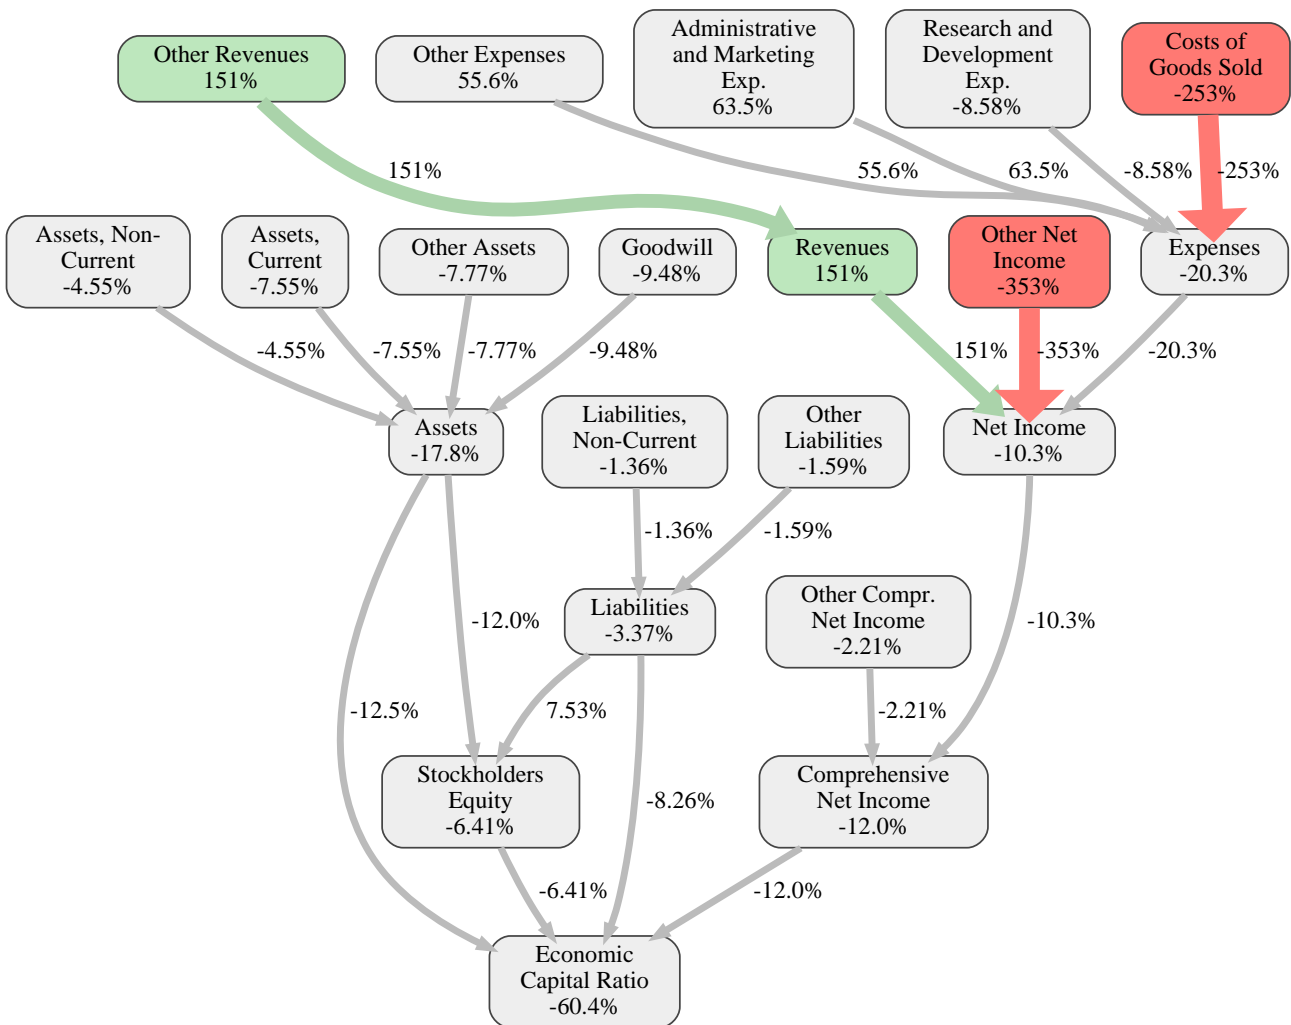 Other Revenues
151%
Other Expenses
55.6%
Administrative
and Marketing
Exp.
63.5%
Research and
Development
Exp.
-8.58%
Costs of
Goods Sold
-253%
151%
55.6%
63.5%
-8.58%
-253%
Assets, Non-
Current
-4.55%
Assets,
Current
-7.55%
Other Assets
-7.77%
Goodwill
-9.48%
Revenues
151%
Other Net
Income
-353%
Expenses
-20.3%
-4.55%
-7.55%
-7.77%
-9.48%
151%
-353%
-20.3%
Assets
-17.8%
Liabilities,
Non-Current
-1.36%
Other
Liabilities
-1.59%
Net Income
-10.3%
-1.36%
-1.59%
-12.0%
Liabilities
-3.37%
Other Compr.
Net Income
-2.21%
-10.3%
-12.5%
7.53%
-2.21%
Stockholders
Equity
-6.41%
-8.26%
Comprehensive
Net Income
-12.0%
-6.41%
-12.0%
Economic
Capital Ratio
-60.4%